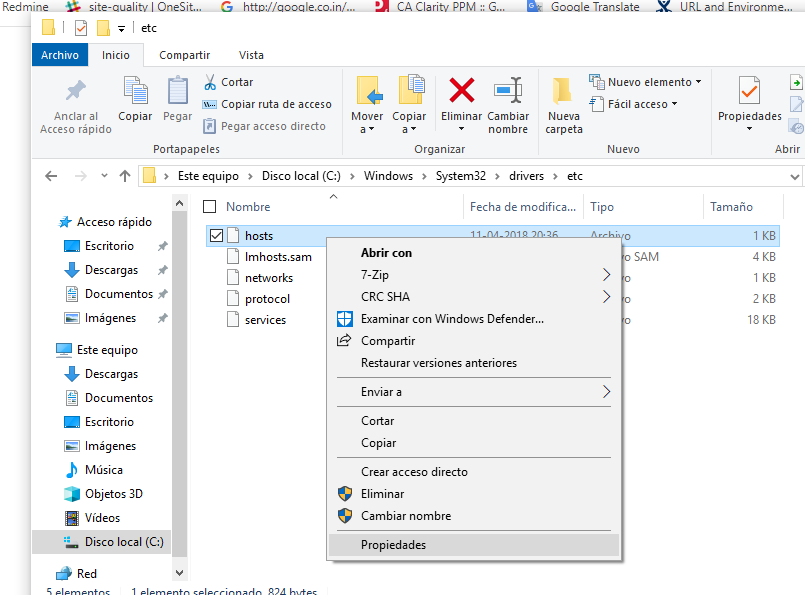 Redmine site-quality | OneSit... http://google.co.in/... CA Clarity PPM :: G... Google Translate URL and Environme...
etc
Archivo Inicio Compartir Vista
Anclar al Acceso rápido
Copiar
Pegar
Cortar
Copiar ruta de acceso
Pegar acceso directo
Portapapeles
Mover a
Copiar a
Eliminar
Cambiar nombre
Organizar
Nueva carpeta
Nuevo elemento
Fácil acceso
Nuevo
Propiedades
Abrir
Este equipo > Disco local (C:) > Windows > System32 > drivers > etc
Nombre Fecha de modifica... Tipo Tamaño
hosts 11-04-2018 20:36 Archivo 1 KB
lmhosts.sam vo SAM 4 KB
networks vo 1 KB
protocol vo 2 KB
services vo 18 KB
Acceso rápido
Escritorio
Descargas
Documentos
Imágenes
Este equipo
Descargas
Documentos
Escritorio
Imágenes
Música
Objetos 3D
Vídeos
Disco local (C:)
Red
Abrir con
7-Zip
CRC SHA
Examinar con Windows Defender...
Compartir
Restaurar versiones anteriores
Enviar a
Cortar
Copiar
Crear acceso directo
Eliminar
Cambiar nombre
Propiedades
5 elementos 1 elemento seleccionado 824 bytes